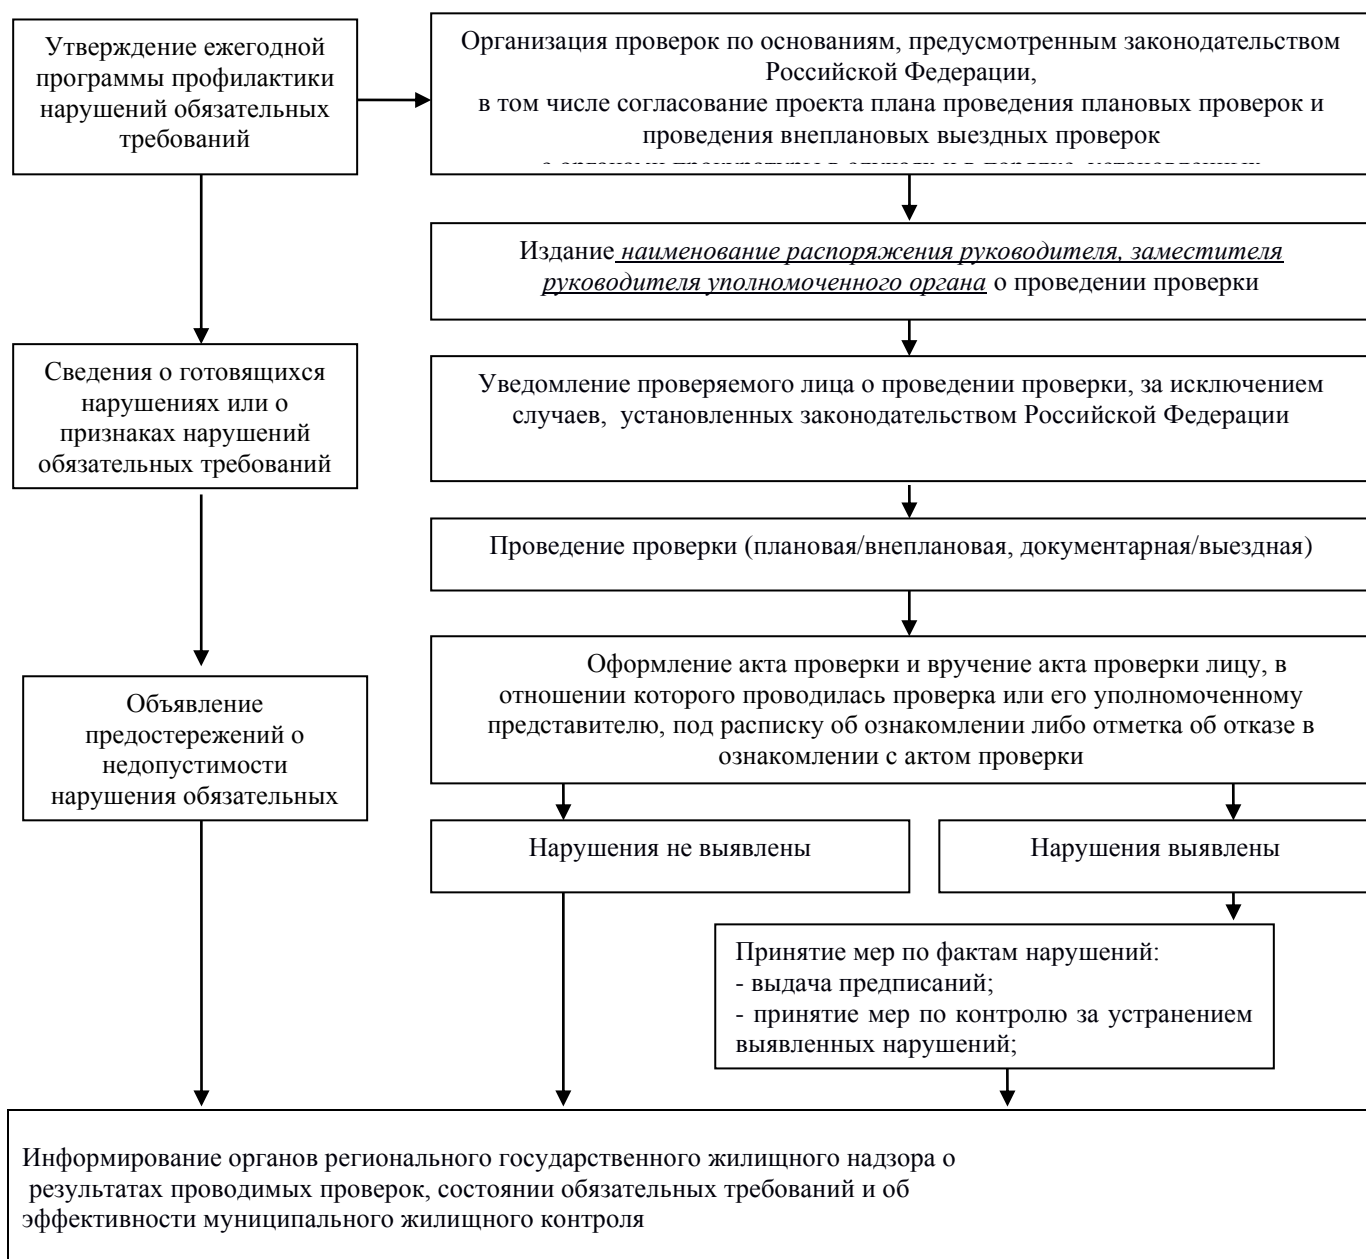 Утверждение ежегодной
программы профилактики
нарушений обязательных
требований
Организация проверок по основаниям, предусмотренным законодательством
Российской Федерации,
в том числе согласование проекта плана проведения плановых проверок и
проведения внеплановых выездных проверок
с органами прокуратуры в случаях и в порядке, установленных
Издание наименование распоряжения руководителя, заместителя
руководителя уполномоченного органа о проведении проверки
Сведения о готовящихся
нарушениях или о
признаках нарушений
обязательных требований
Уведомление проверяемого лица о проведении проверки, за исключением
случаев, установленных законодательством Российской Федерации
Проведение проверки (плановая/внеплановая, документарная/выездная)
Оформление акта проверки и вручение акта проверки лицу, в
отношении которого проводилась проверка или его уполномоченному
представителю, под расписку об ознакомлении либо отметка об отказе в
ознакомлении с актом проверки
Объявление
предостережений о
недопустимости
нарушения обязательных
Нарушения не выявлены
Нарушения выявлены
Принятие мер по фактам нарушений:
- выдача предписаний;
- принятие мер по контролю за устранением
выявленных нарушений;
Информирование органов регионального государственного жилищного надзора о
результатах проводимых проверок, состоянии обязательных требований и об
эффективности муниципального жилищного контроля